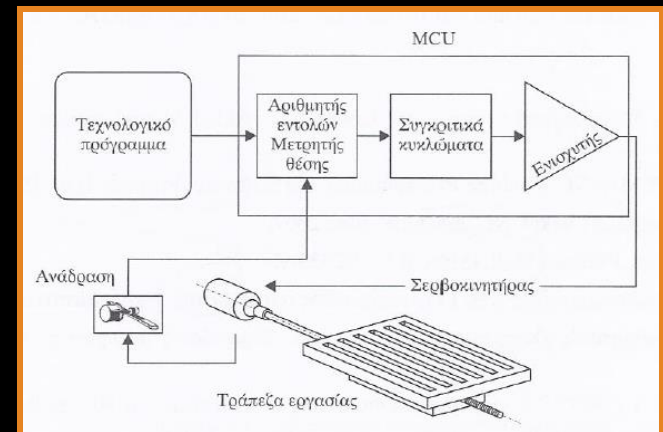 MCU
Τεχνολογικό
πρόγραμμα
Αριθμητής
εντολών
Μετρητής
θέσης
Συγκριτικά
κυκλώματα
Ενισχυτής
Ανάδραση
Σερβοκινητήρας
Τράπεζα εργασίας